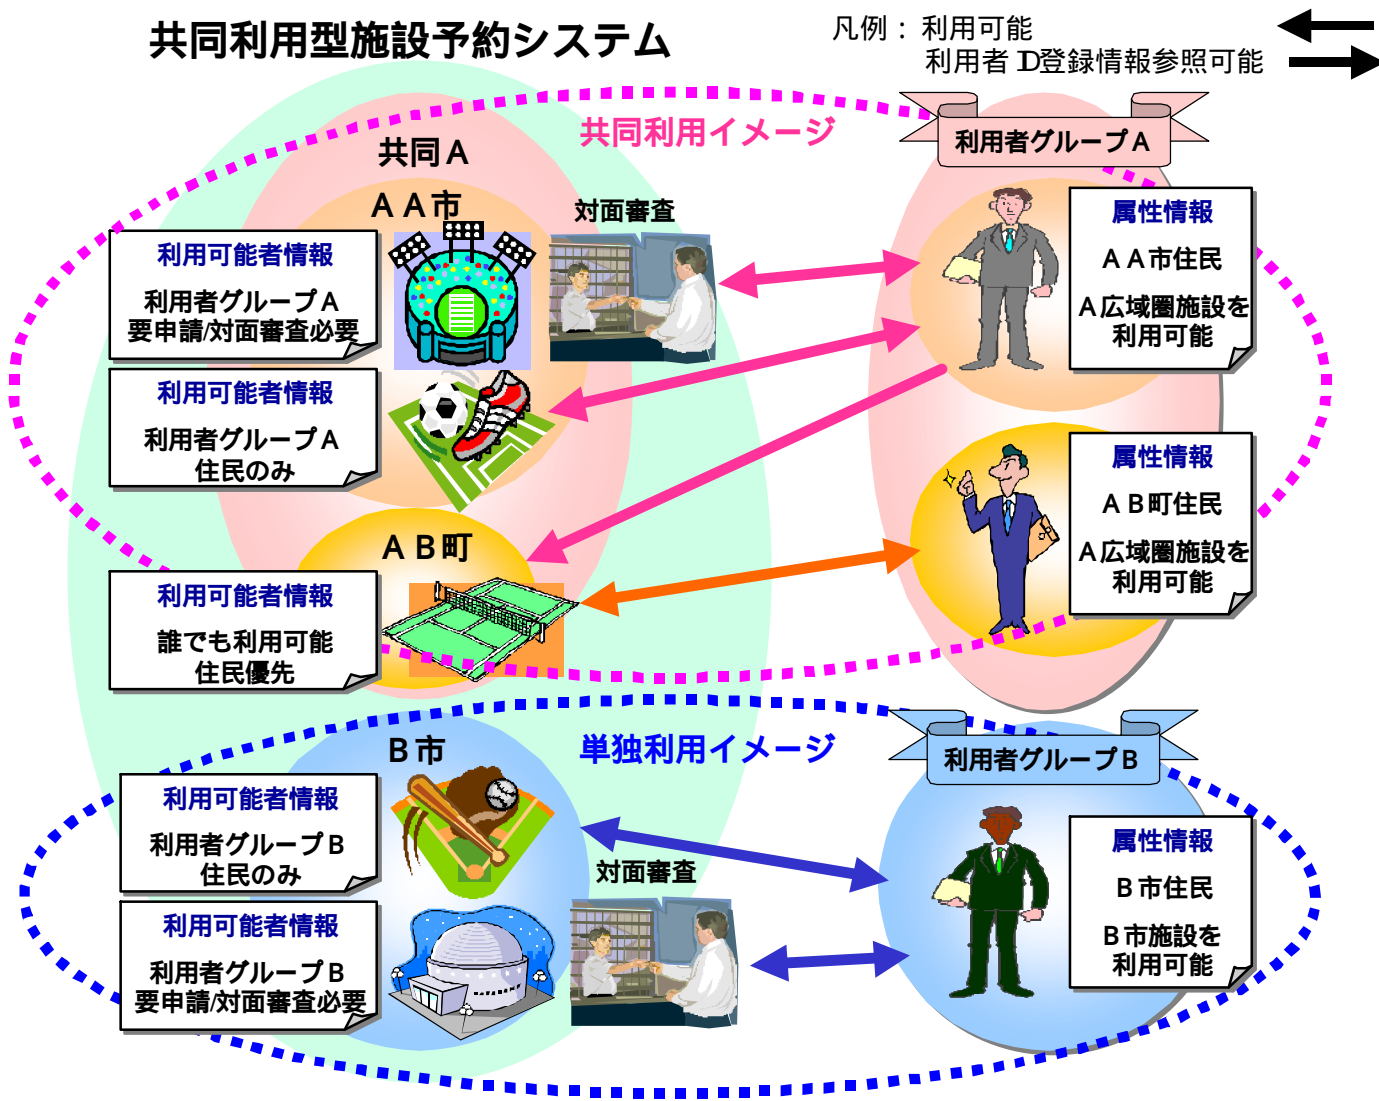 共同利用型施設予約システム
凡例：利用可能
利用者ID登録情報参照可能
共同利用イメージ
利用者グループA
共同A
AA市
対面審査
利用可能者情報
利用者グループA
要申請/対面審査必要
利用可能者情報
利用者グループA
住民のみ
属性情報
AA市住民
A広域圏施設を
利用可能
属性情報
AB町住民
A広域圏施設を
利用可能
AB町
利用可能者情報
誰でも利用可能
住民優先
単独利用イメージ
利用者グループB
B市
利用可能者情報
利用者グループB
住民のみ
対面審査
利用可能者情報
利用者グループB
要申請/対面審査必要
属性情報
B市住民
B市施設を
利用可能